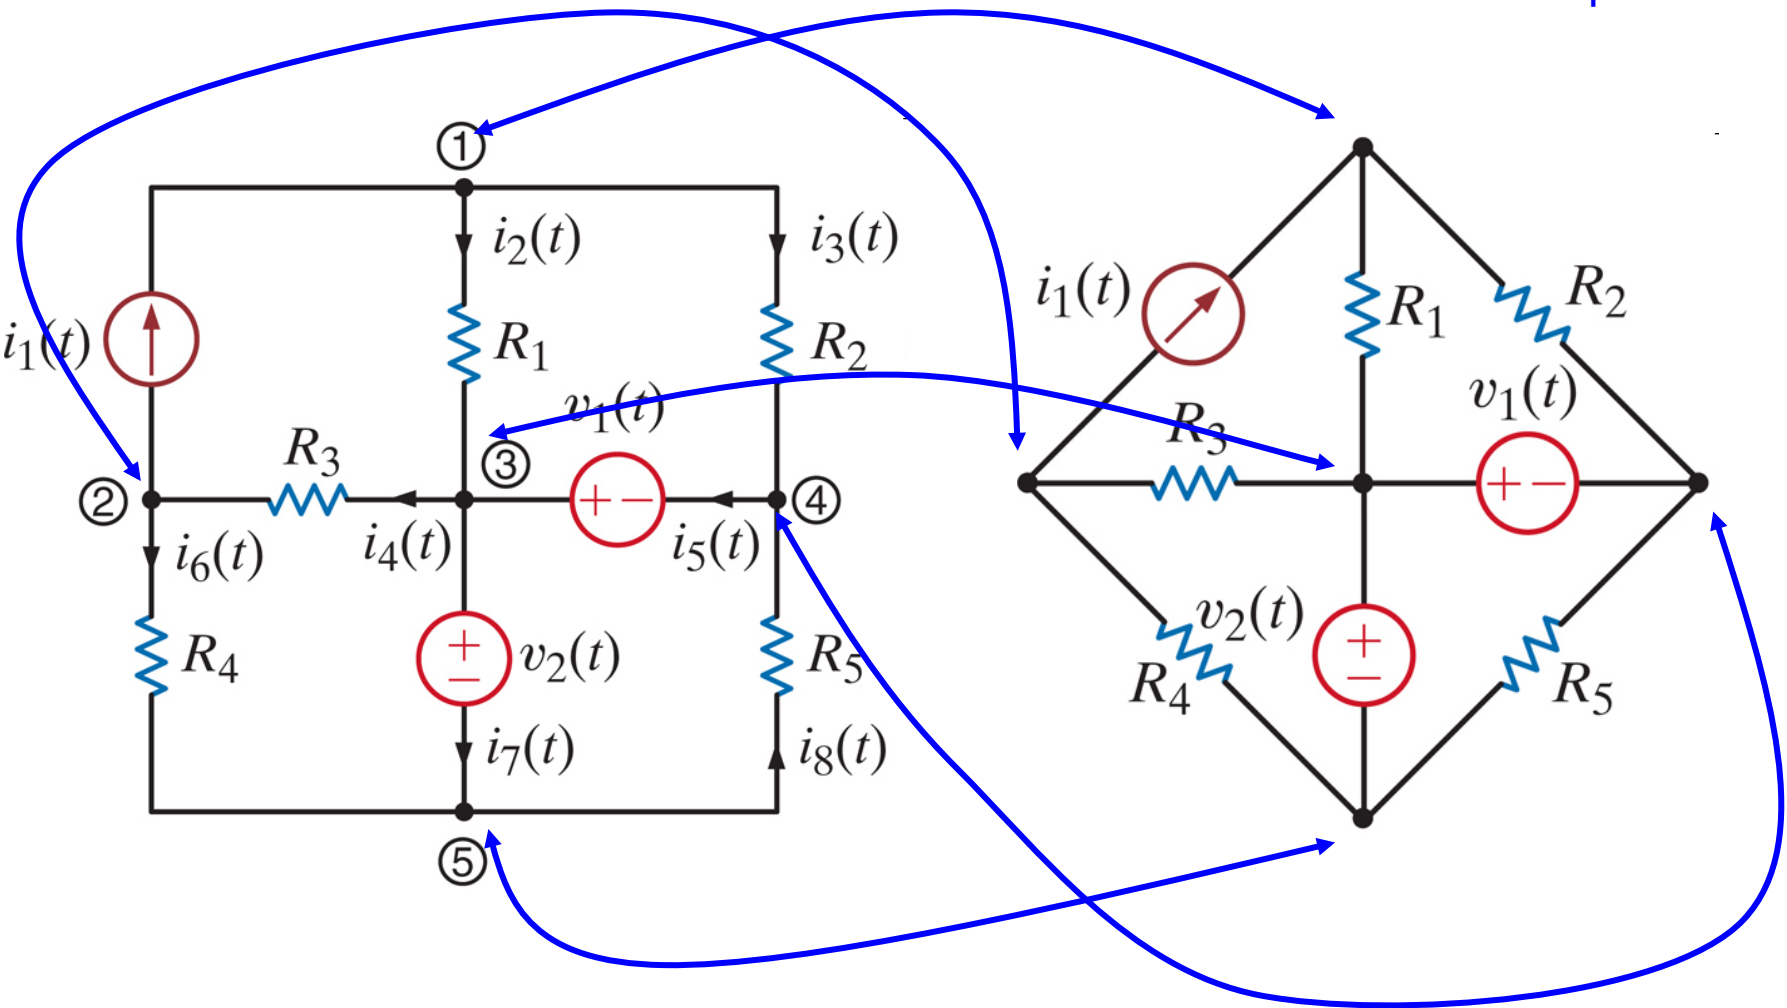 ①
i₂(t)
i₃(t)
i₁(t)
R₁
R₂
v₁(t)
R₃
③
②
④
i₆(t)
i₄(t)
i₅(t)
R₄
+ −
+
−
v₂(t)
R₅
i₇(t)
i₈(t)
⑤
i₁(t)
R₁
R₂
v₁(t)
R₃
+ −
v₂(t)
+
−
R₄
R₅